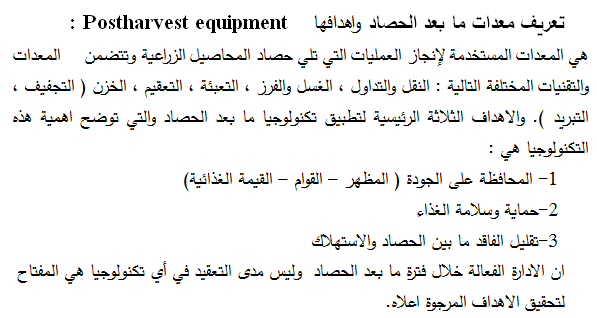 تعريف معدات ما بعد الحصاد واهدافها Postharvest equipment :
هي المعدات المستخدمة لإنجاز العمليات التي تلي حصاد المحاصيل الزراعية وتتضمن المعدات
والتقنيات المختلفة التالية : النقل والتداول ، الغسل والفرز ، التعبئة ، التعقيم ، الخزن ( التجفيف ،
التبريد ). والاهداف الثلاثة الرئيسية لتطبيق تكنولوجيا ما بعد الحصاد والتي توضح اهمية هذه
التكنولوجيا هي :
1- المحافظة على الجودة ( المظهر – القوام – القيمة الغذائية)
2-حماية وسلامة الغذاء
3-تقليل الفاقد ما بين الحصاد والاستهلاك
ان الادارة الفعالة خلال فترة ما بعد الحصاد وليس مدى التعقيد في أي تكنولوجيا هي المفتاح
لتحقيق الاهداف المرجوة اعلاه.